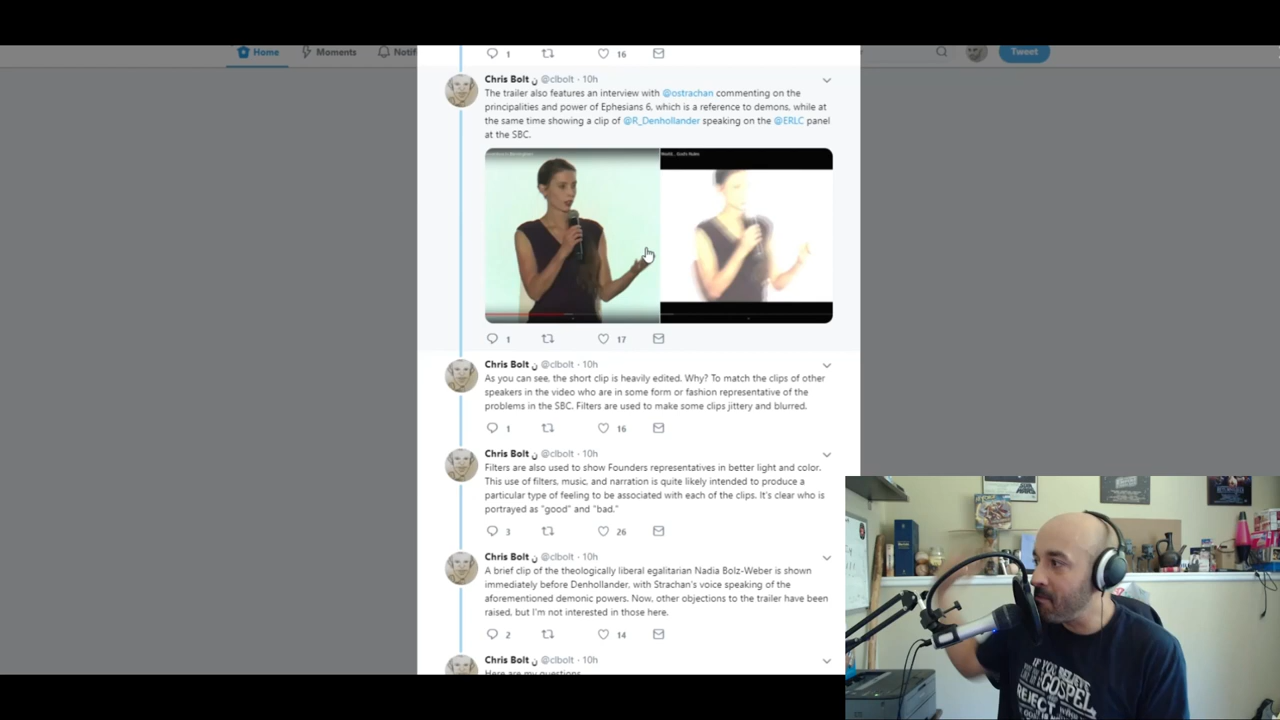 Home
Moments
Notif
Tweet
1
16
Chris Bolt ن @clbolt · 10h
The trailer also features an interview with @ostrachan commenting on the
principalities and power of Ephesians 6, which is a reference to demons, while at
the same time showing a clip of @R_Denhollander speaking on the @ERLC panel
at the SBC.
1
17
Chris Bolt ن @clbolt · 10h
As you can see, the short clip is heavily edited. Why? To match the clips of other
speakers in the video who are in some form or fashion representative of the
problems in the SBC. Filters are used to make some clips jittery and blurred.
1
16
Chris Bolt ن @clbolt · 10h
Filters are also used to show Founders representatives in better light and color.
This use of filters, music, and narration is quite likely intended to produce a
particular type of feeling to be associated with each of the clips. It's clear who is
portrayed as "good" and "bad."
3
26
Chris Bolt ن @clbolt · 10h
A brief clip of the theologically liberal egalitarian Nadia Bolz-Weber is shown
immediately before Denhollander, with Strachan's voice speaking of the
aforementioned demonic powers. Now, other objections to the trailer have been
raised, but I'm not interested in those here.
2
14
Chris Bolt ن @clbolt · 10h
Here are my questions
IF YOU BELIEVE
GOSPEL
REJECT